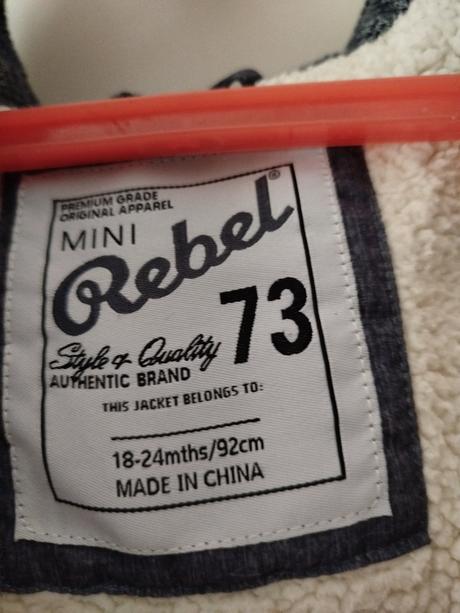 PREMIUM GRADE
ORIGINAL APPAREL
MINI
Rebel®
73
Style & Quality
AUTHENTIC BRAND
THIS JACKET BELONGS TO:
18-24mths/92cm
MADE IN CHINA